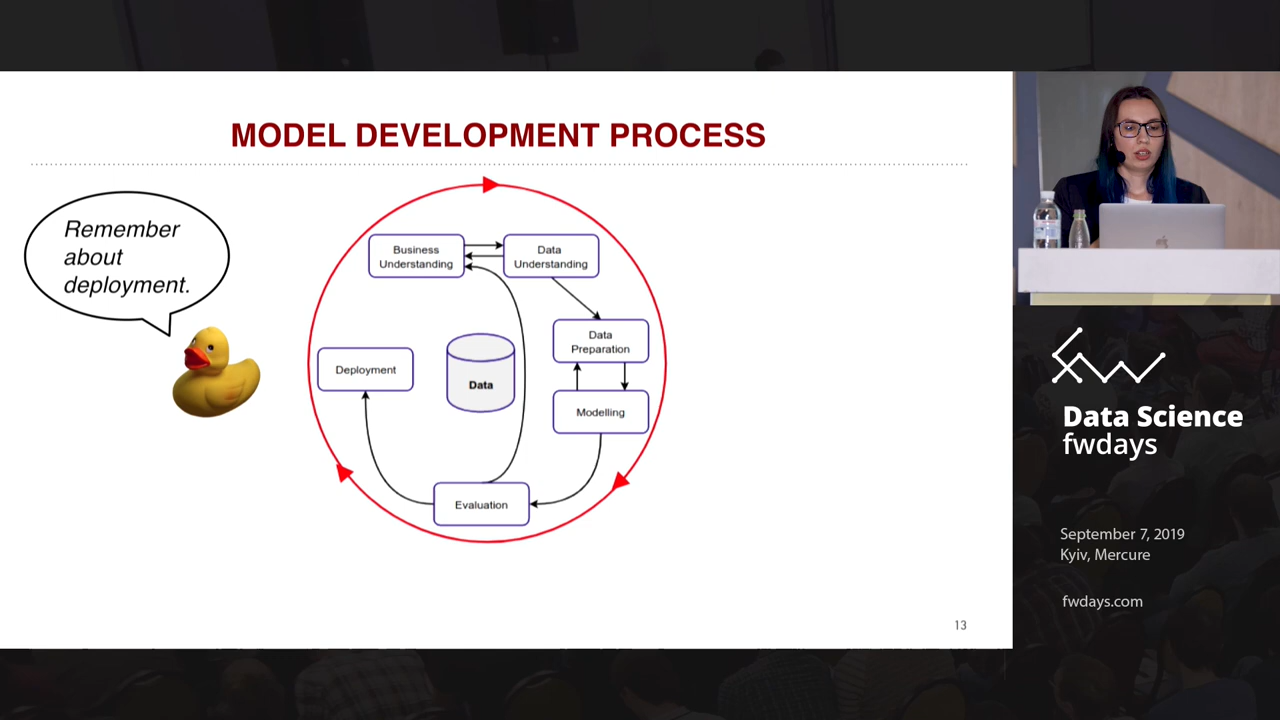 MODEL DEVELOPMENT PROCESS
Remember
about
deployment.
Business
Understanding
Data
Understanding
Data
Preparation
Deployment
Data
Modelling
Evaluation
13
Data Science
fwdays
September 7, 2019
Kyiv, Mercure
fwdays.com